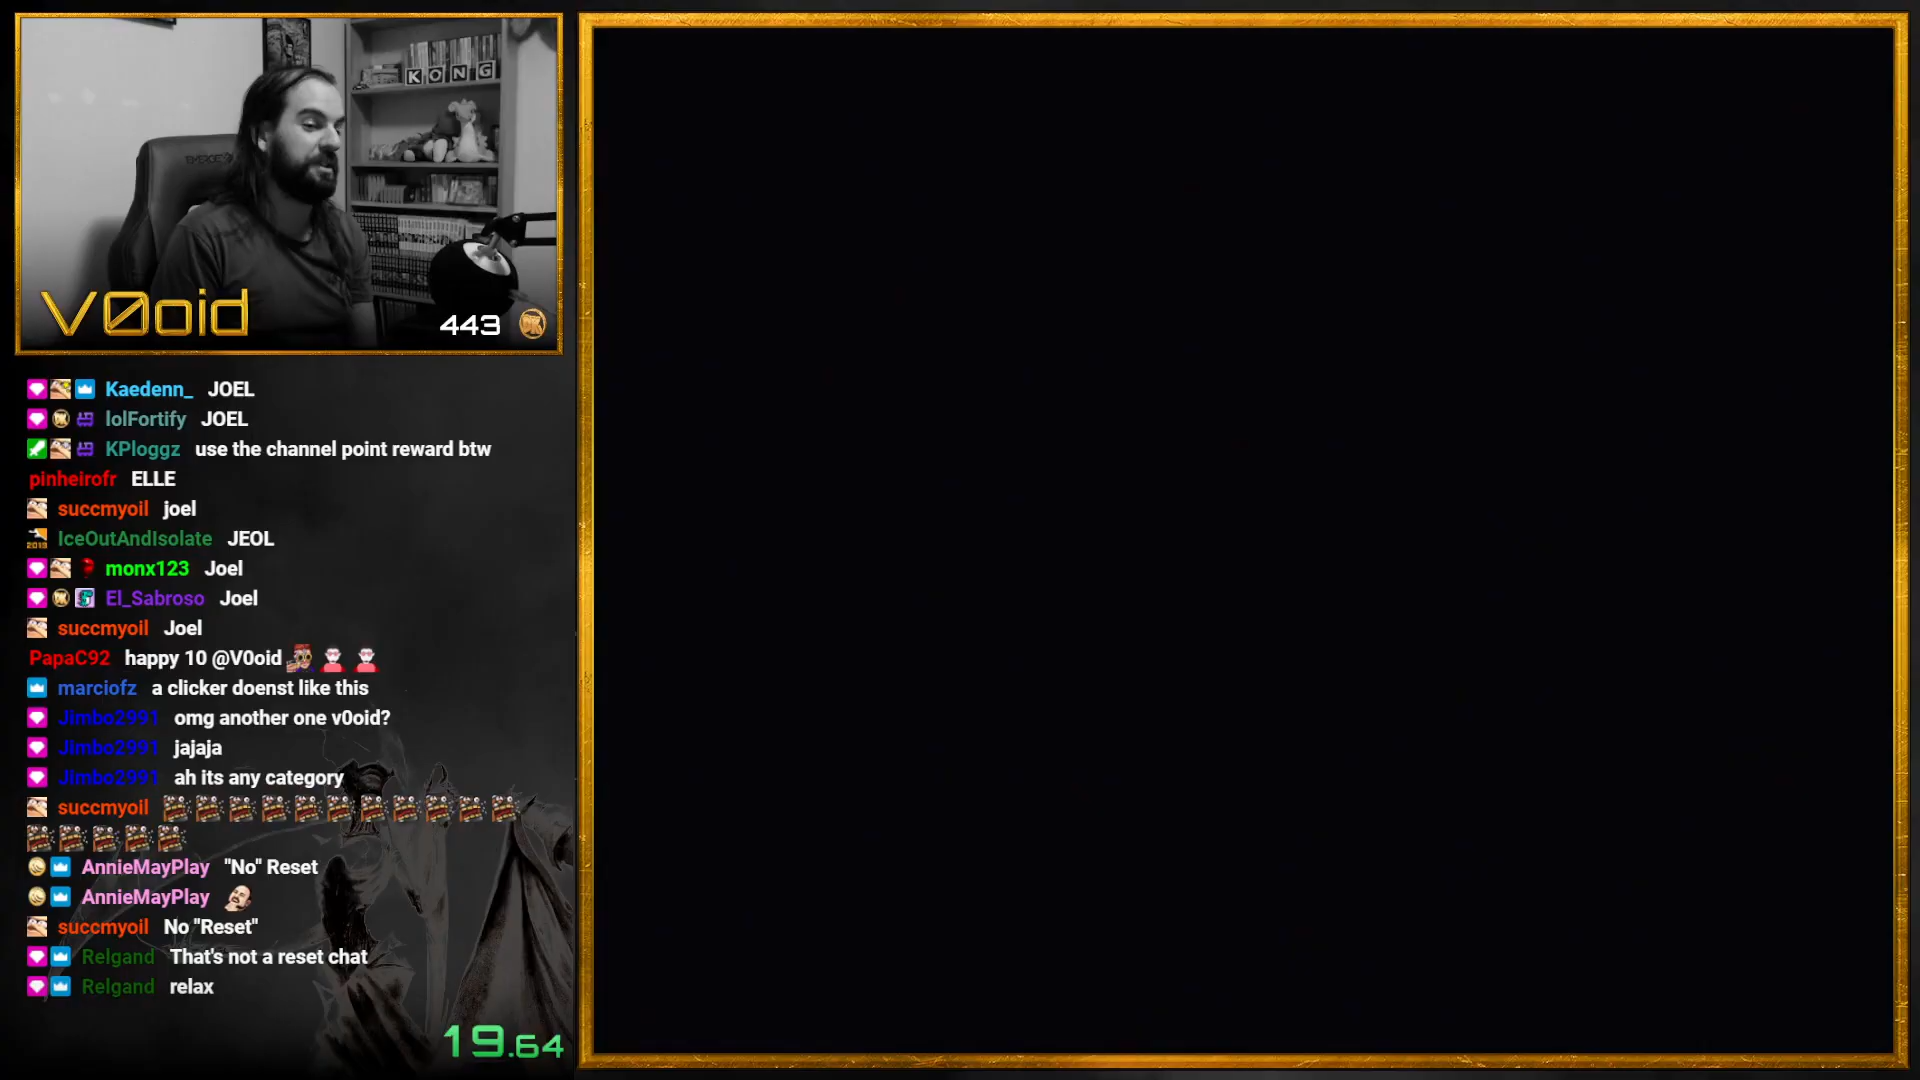 KONG
V0oid
443
Kaedenn_ JOEL
lolFortify JOEL
KPloggz use the channel point reward btw
pinheirofr ELLE
succmyoil joel
IceOutAndIsolate JEOL
monx123 Joel
El_Sabroso Joel
succmyoil Joel
PapaC92 happy 10 @V0oid
marciofz a clicker doenst like this
Jimbo2991 omg another one v0oid?
Jimbo2991 jajaja
Jimbo2991 ah its any category
succmyoil
AnnieMayPlay "No" Reset
AnnieMayPlay
succmyoil No "Reset"
Relgand That's not a reset chat
Relgand relax
19.64